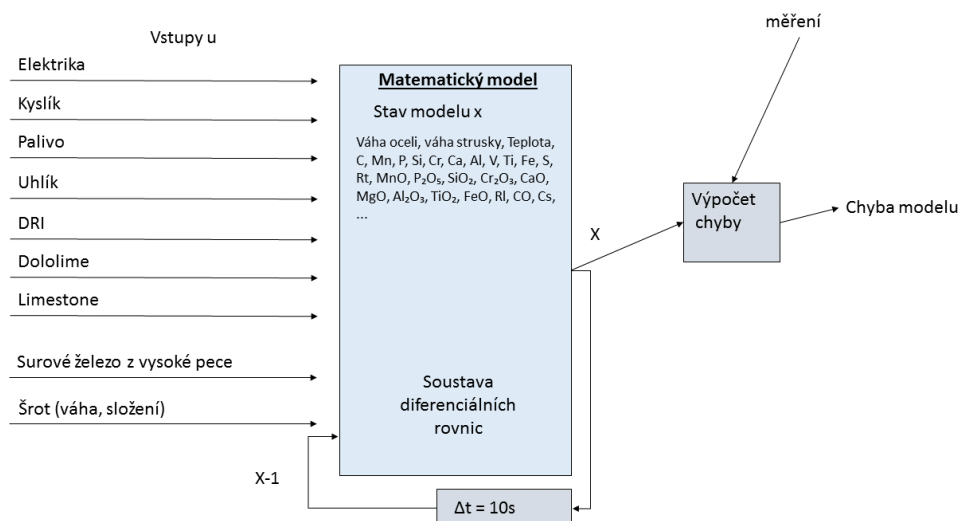 Vstupy u
Elektrika
Kyslík
Palivo
Uhlík
DRI
Dololime
Limestone
Surové železo z vysoké pece
Šrot (váha, složení)
X-1
Matematický model
Stav modelu x
Váha oceli, váha strusky, Teplota,
C, Mn, P, Si, Cr, Ca, Al, V, Ti, Fe, S,
Rt, MnO, P₂O₅, SiO₂, Cr₂O₃, CaO,
MgO, Al₂O₃, TiO₂, FeO, Rl, CO, Cs,
...
Soustava
diferenciálních
rovnic
Δt = 10s
X
měření
Výpočet
chyby
Chyba modelu